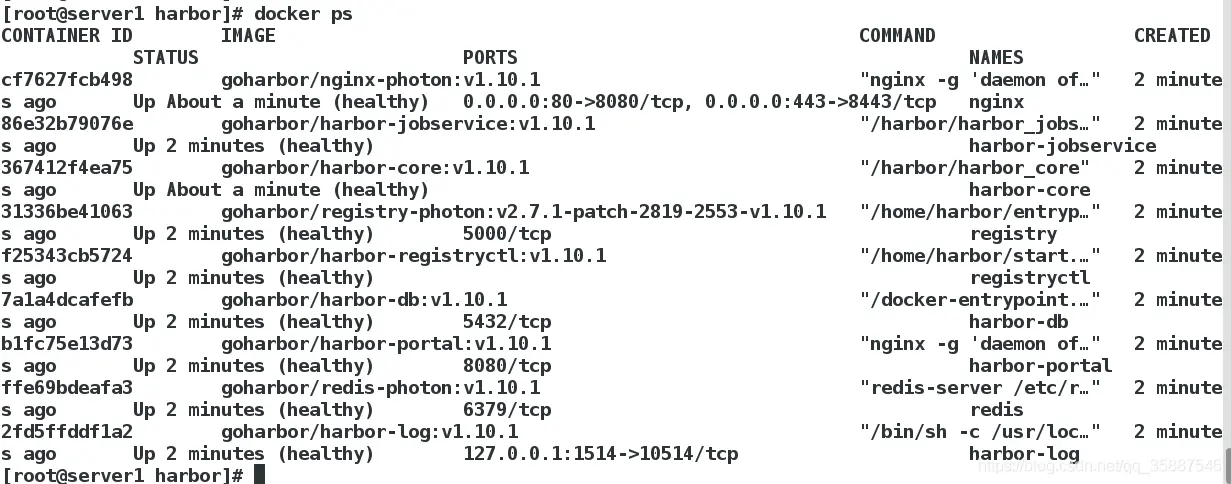 [root@server1 harbor]# docker ps
CONTAINER ID        IMAGE                                                     COMMAND                  CREATED
            STATUS                        PORTS                                         NAMES
cf7627fcb498        goharbor/nginx-photon:v1.10.1                             "nginx -g 'daemon of…"   2 minute
s ago       Up About a minute (healthy)   0.0.0.0:80->8080/tcp, 0.0.0.0:443->8443/tcp   nginx
86e32b79076e        goharbor/harbor-jobservice:v1.10.1                        "/harbor/harbor_jobs…"   2 minute
s ago       Up 2 minutes (healthy)                                                      harbor-jobservice
367412f4ea75        goharbor/harbor-core:v1.10.1                              "/harbor/harbor_core"    2 minute
s ago       Up About a minute (healthy)                                                 harbor-core
31336be41063        goharbor/registry-photon:v2.7.1-patch-2819-2553-v1.10.1   "/home/harbor/entryp…"   2 minute
s ago       Up 2 minutes (healthy)        5000/tcp                                      registry
f25343cb5724        goharbor/harbor-registryctl:v1.10.1                       "/home/harbor/start.…"   2 minute
s ago       Up 2 minutes (healthy)                                                      registryctl
7a1a4dcafefb        goharbor/harbor-db:v1.10.1                                "/docker-entrypoint.…"   2 minute
s ago       Up 2 minutes (healthy)        5432/tcp                                      harbor-db
b1fc75e13d73        goharbor/harbor-portal:v1.10.1                            "nginx -g 'daemon of…"   2 minute
s ago       Up 2 minutes (healthy)        8080/tcp                                      harbor-portal
ffe69bdeafa3        goharbor/redis-photon:v1.10.1                             "redis-server /etc/r…"   2 minute
s ago       Up 2 minutes (healthy)        6379/tcp                                      redis
2fd5ffddf1a2        goharbor/harbor-log:v1.10.1                               "/bin/sh -c /usr/loc…"   2 minute
s ago       Up 2 minutes (healthy)        127.0.0.1:1514->10514/tcp                     harbor-log
[root@server1 harbor]#
https://blog.csdn.net/qq_35887546